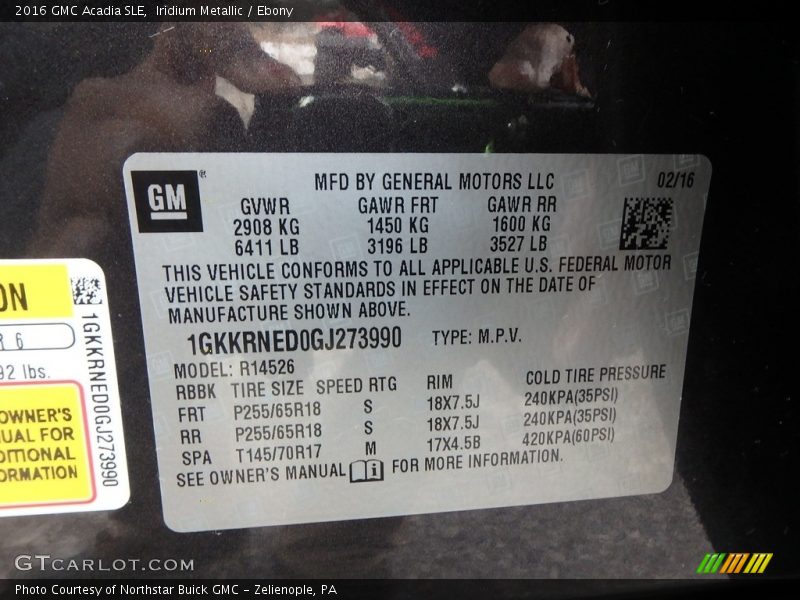 2016 GMC Acadia SLE,  Iridium Metallic / Ebony
GM
MFD BY GENERAL MOTORS LLC
02/16
GVWR GAWR FRT GAWR RR
2908 KG 1450 KG 1600 KG
6411 LB 3196 LB 3527 LB
THIS VEHICLE CONFORMS TO ALL APPLICABLE U.S. FEDERAL MOTOR
VEHICLE SAFETY STANDARDS IN EFFECT ON THE DATE OF
MANUFACTURE SHOWN ABOVE.
1GKKRNED0GJ273990 TYPE: M.P.V.
MODEL: R14526
RBBK TIRE SIZE SPEED RTG RIM COLD TIRE PRESSURE
FRT P255/65R18 S 18X7.5J 240KPA(35PSI)
RR P255/65R18 S 18X7.5J 240KPA(35PSI)
SPA T145/70R17 M 17X4.5B 420KPA(60PSI)
SEE OWNER'S MANUAL i FOR MORE INFORMATION.
ON
R 6
92 lbs.
OWNER'S
UAL FOR
DITIONAL
ORMATION
1GKKRNED0GJ273990
GTCARLOT.COM
Photo Courtesy of Northstar Buick GMC – Zelienople, PA